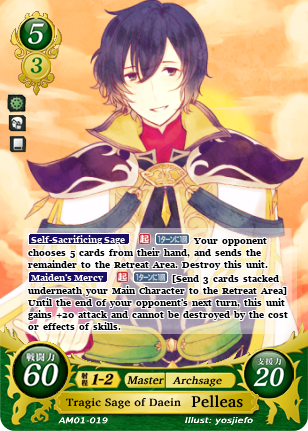 5
3
Self-Sacrificing Sage 起 1ターンに1回 Your opponent
chooses 5 cards from their hand, and sends the
remainder to the Retreat Area. Destroy this unit.
Maiden's Mercy 起 1ターンに1回 [Send 3 cards stacked
underneath your Main Character to the Retreat Area]
Until the end of your opponent's next turn, this unit
gains +20 attack and cannot be destroyed by the cost
or effects of skills.
戦闘力 60
射程 1-2 Master Archsage
支援力 20
Tragic Sage of Daein Pelleas
AM01-019 Illust: yosjiefo